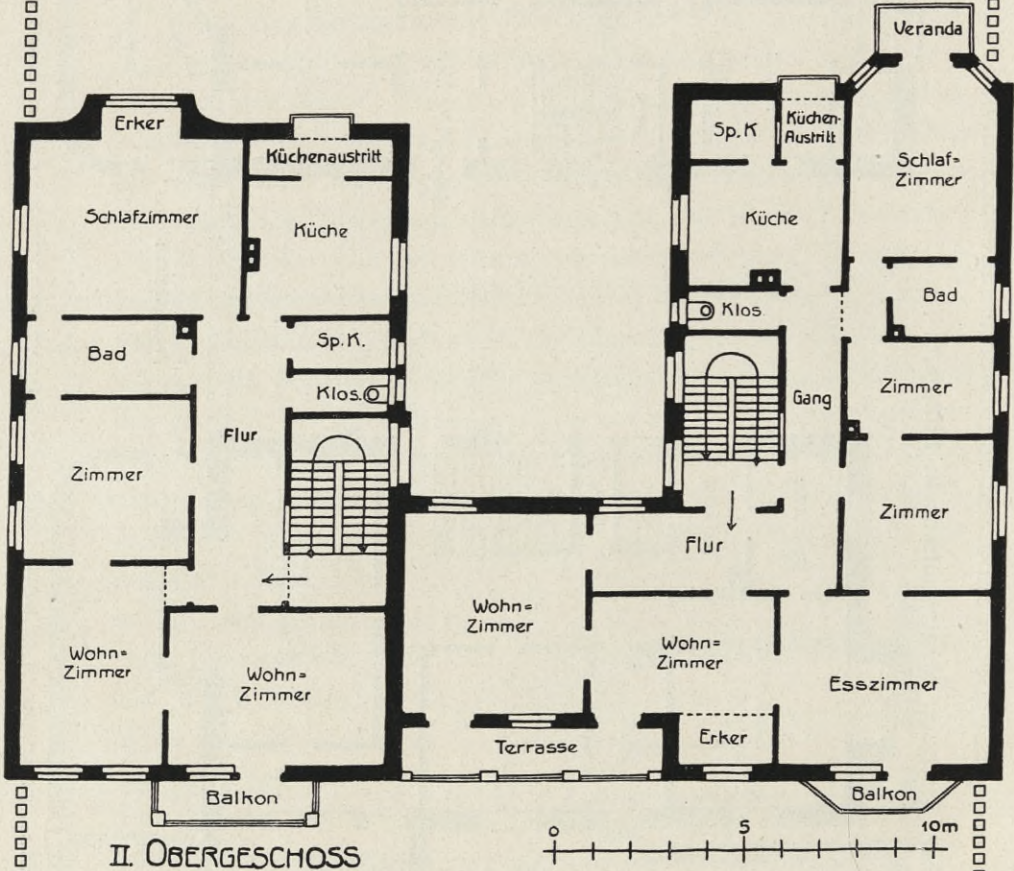 Veranda
Erker
Küchenaustritt
Sp. K
Küchen-
Austritt
Schlaf=
Zimmer
Schlafzimmer
Küche
Küche
Bad
Klos.
Bad
Sp. K.
Klos.
Zimmer
Gang
Flur
Zimmer
Zimmer
Flur
Wohn=
Zimmer
Wohn=
Zimmer
Wohn=
Zimmer
Wohn=
Zimmer
Esszimmer
Erker
Terrasse
Balkon
Balkon
II. OBERGESCHOSS
0 5 10m